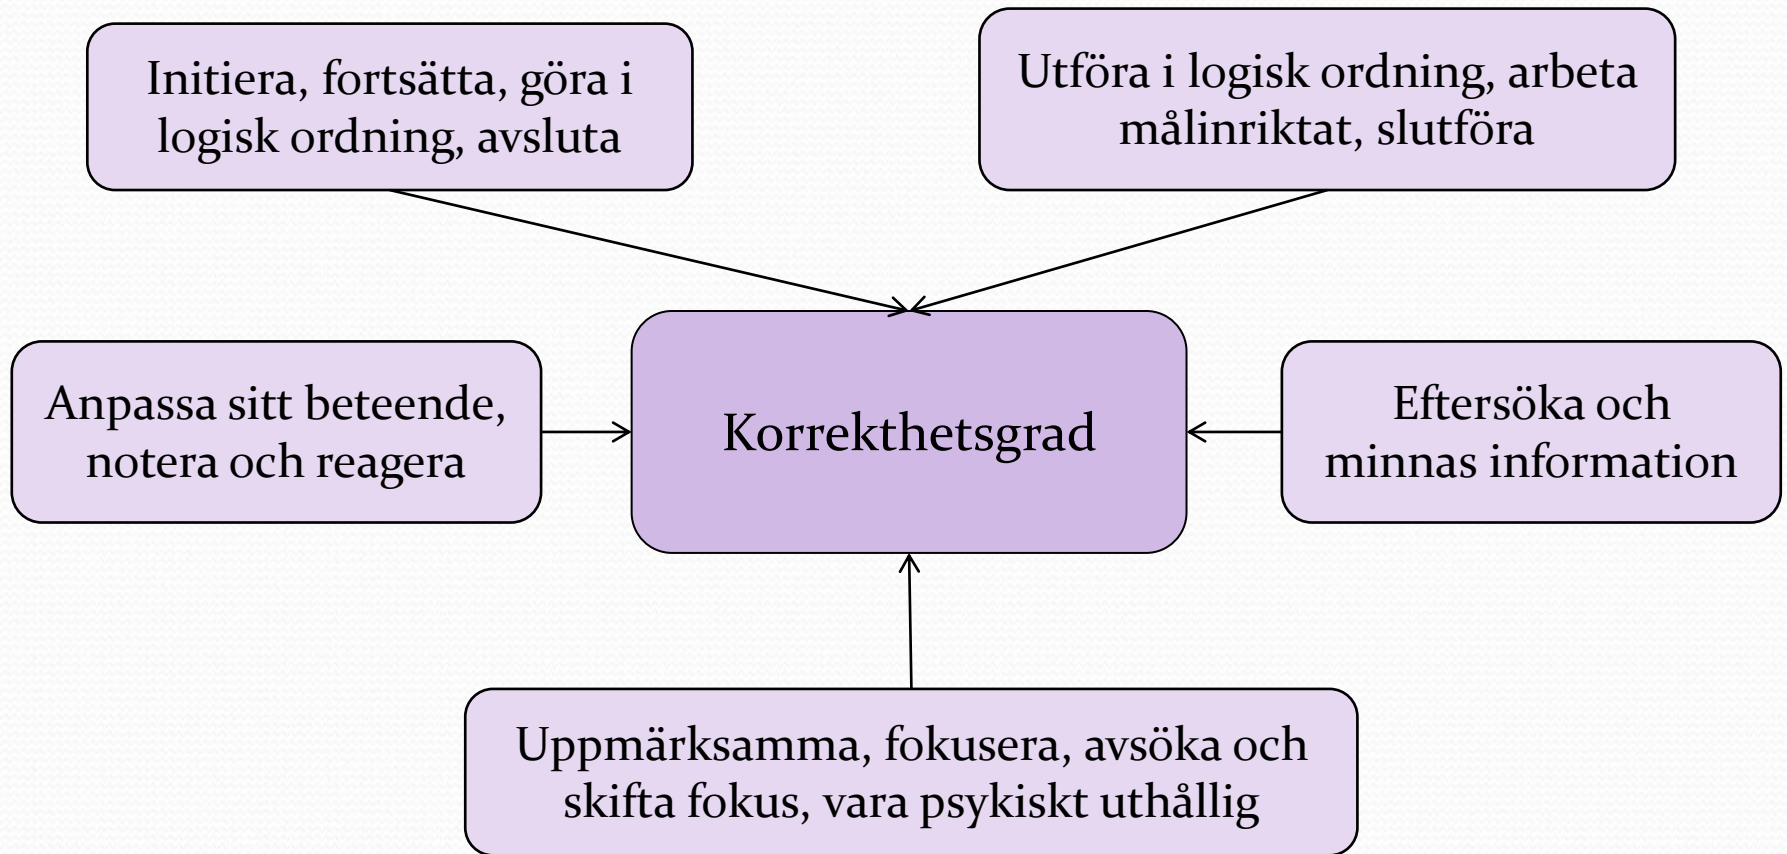 Initiera, fortsätta, göra i
logisk ordning, avsluta
Utföra i logisk ordning, arbeta
målinriktat, slutföra
Anpassa sitt beteende,
notera och reagera
Korrekthetsgrad
Eftersöka och
minnas information
Uppmärksamma, fokusera, avsöka och
skifta fokus, vara psykiskt uthållig